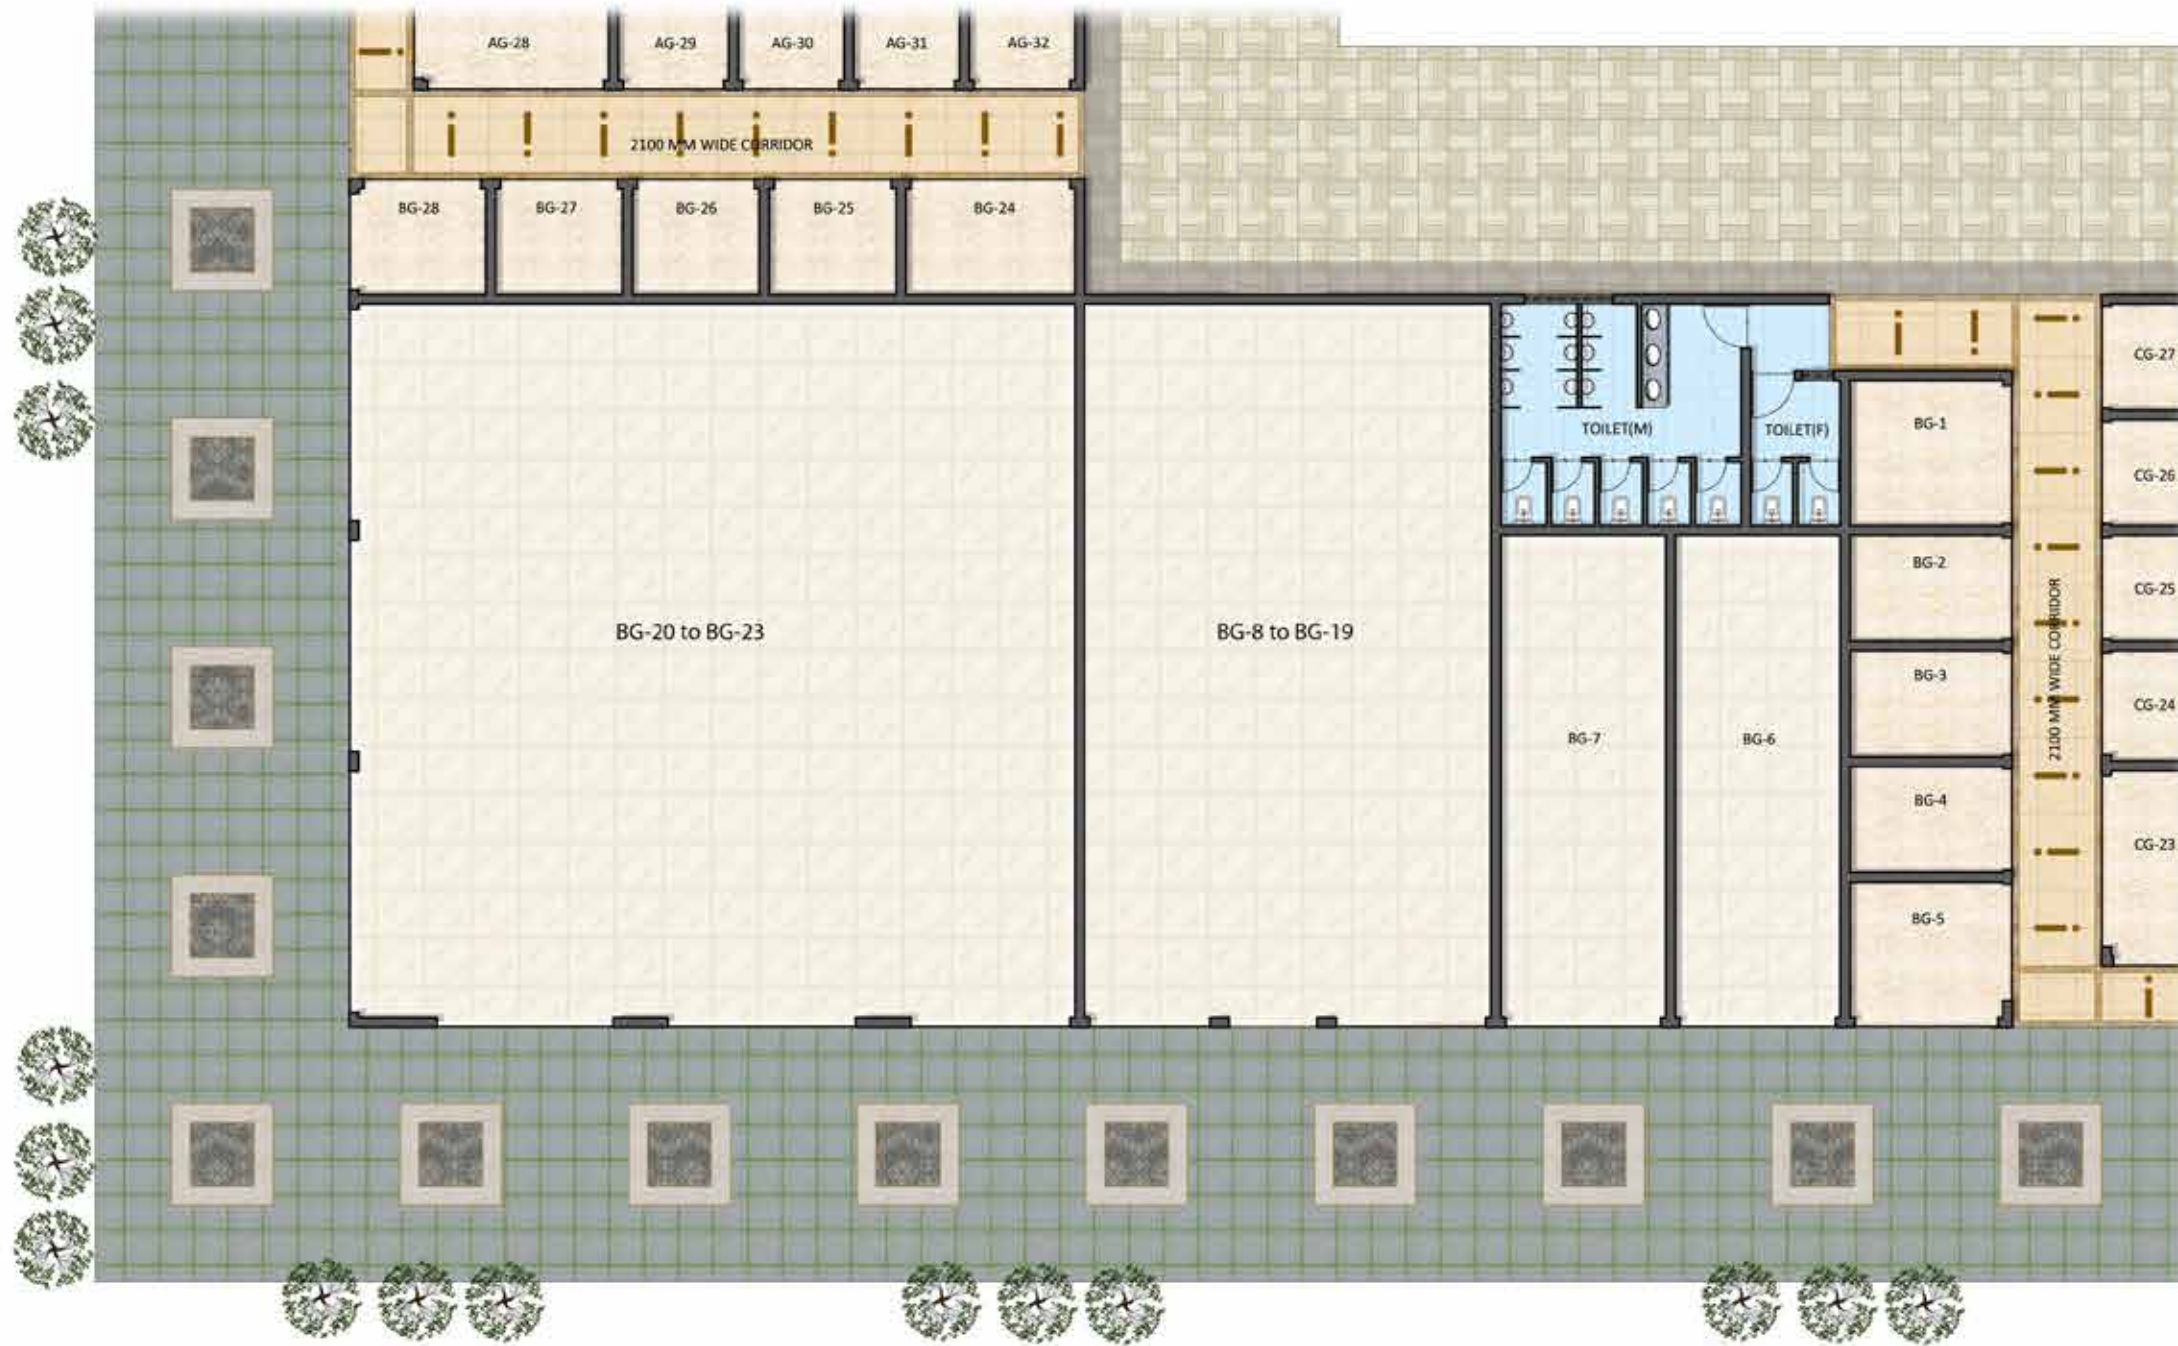 AG-28
AG-29
AG-30
AG-31
AG-32
2100 MM WIDE CORRIDOR
BG-28
BG-27
BG-26
BG-25
BG-24
BG-20 to BG-23
BG-8 to BG-19
TOILET(M)
TOILET(F)
BG-7
BG-6
BG-1
BG-2
BG-3
BG-4
BG-5
2100 MM WIDE CORRIDOR
CG-27
CG-26
CG-25
CG-24
CG-23